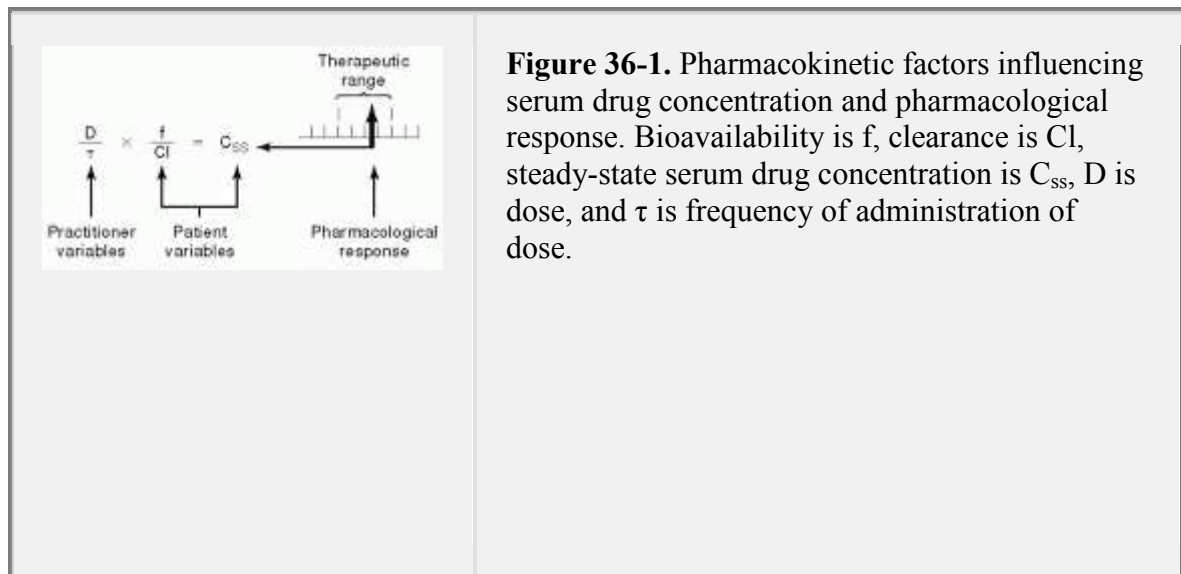 Therapeutic
range
D/τ × f/Cl = Css
Practitioner
variables
Patient
variables
Pharmacological
response
Figure 36-1. Pharmacokinetic factors influencing
serum drug concentration and pharmacological
response. Bioavailability is f, clearance is Cl,
steady-state serum drug concentration is Css, D is
dose, and τ is frequency of administration of
dose.